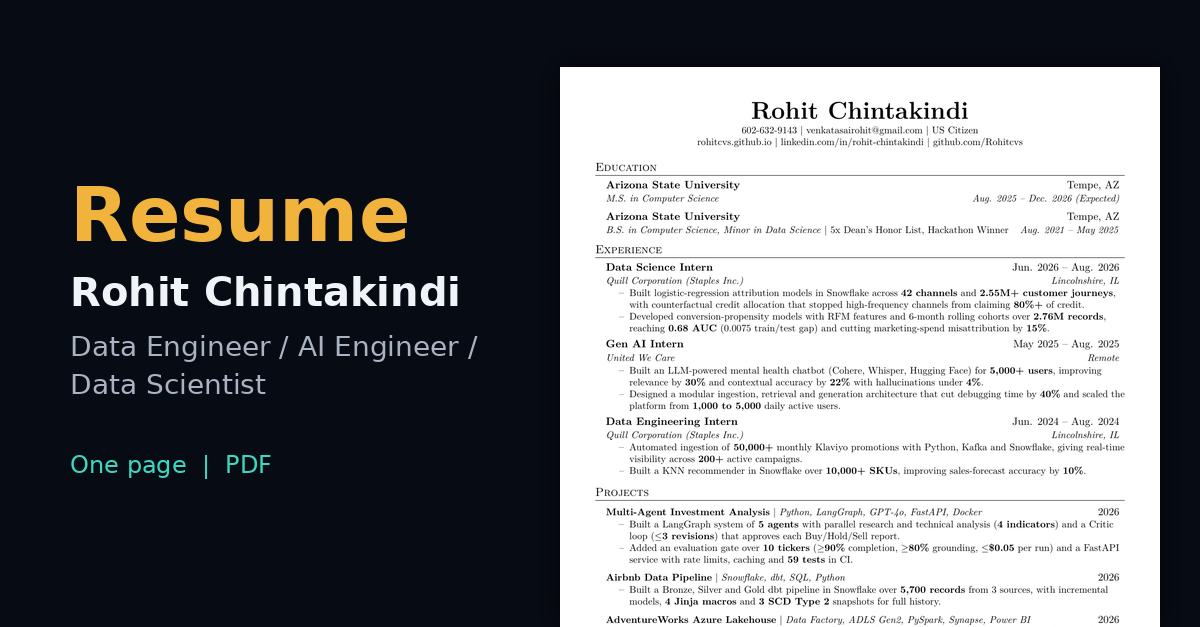 Resume
Rohit Chintakindi
Data Engineer / AI Engineer /
Data Scientist
One page | PDF
Rohit Chintakindi
602-632-9143 | venkatasairohit@gmail.com | US Citizen
rohitcvs.github.io | linkedin.com/in/rohit-chintakindi | github.com/Rohitcvs
Education
Arizona State University Tempe, AZ
M.S. in Computer Science Aug. 2025 – Dec. 2026 (Expected)
Arizona State University Tempe, AZ
B.S. in Computer Science, Minor in Data Science | 5x Dean's Honor List, Hackathon Winner Aug. 2021 – May 2025
Experience
Data Science Intern Jun. 2026 – Aug. 2026
Quill Corporation (Staples Inc.) Lincolnshire, IL
– Built logistic-regression attribution models in Snowflake across 42 channels and 2.55M+ customer journeys,
with counterfactual credit allocation that stopped high-frequency channels from claiming 80%+ of credit.
– Developed conversion-propensity models with RFM features and 6-month rolling cohorts over 2.76M records,
reaching 0.68 AUC (0.0075 train/test gap) and cutting marketing-spend misattribution by 15%.
Gen AI Intern May 2025 – Aug. 2025
United We Care Remote
– Built an LLM-powered mental health chatbot (Cohere, Whisper, Hugging Face) for 5,000+ users, improving
relevance by 30% and contextual accuracy by 22% with hallucinations under 4%.
– Designed a modular ingestion, retrieval and generation architecture that cut debugging time by 40% and scaled the
platform from 1,000 to 5,000 daily active users.
Data Engineering Intern Jun. 2024 – Aug. 2024
Quill Corporation (Staples Inc.) Lincolnshire, IL
– Automated ingestion of 50,000+ monthly Klaviyo promotions with Python, Kafka and Snowflake, giving real-time
visibility across 200+ active campaigns.
– Built a KNN recommender in Snowflake over 10,000+ SKUs, improving sales-forecast accuracy by 10%.
Projects
Multi-Agent Investment Analysis | Python, LangGraph, GPT-4o, FastAPI, Docker 2026
– Built a LangGraph system of 5 agents with parallel research and technical analysis (4 indicators) and a Critic
loop (≤3 revisions) that approves each Buy/Hold/Sell report.
– Added an evaluation gate over 10 tickers (≥90% completion, ≥80% grounding, ≤$0.05 per run) and a FastAPI
service with rate limits, caching and 59 tests in CI.
Airbnb Data Pipeline | Snowflake, dbt, SQL, Python 2026
– Built a Bronze, Silver and Gold dbt pipeline in Snowflake over 5,700 records from 3 sources, with incremental
models, 4 Jinja macros and 3 SCD Type 2 snapshots for full history.
AdventureWorks Azure Lakehouse | Data Factory, ADLS Gen2, PySpark, Synapse, Power BI 2026